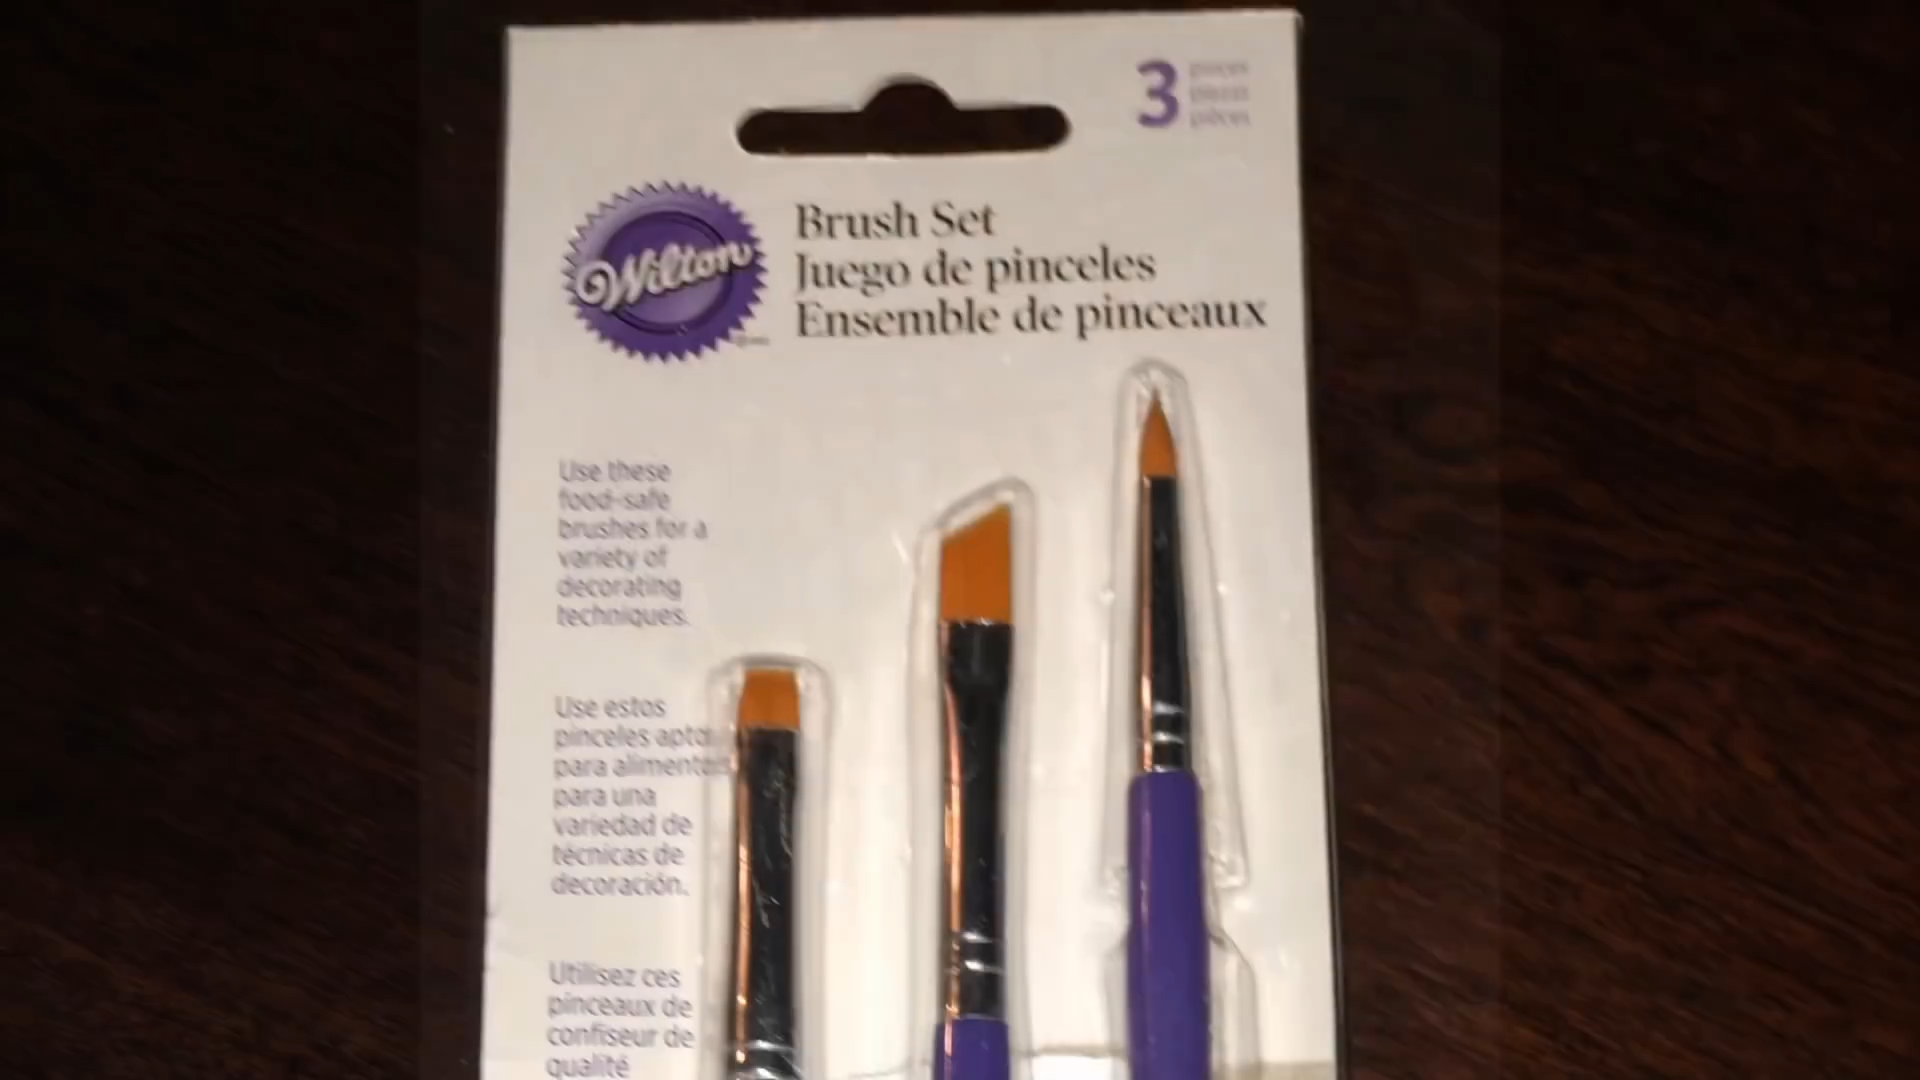 3
Wilton
Brush Set
Juego de pinceles
Ensemble de pinceaux
Use these
food-safe
brushes for a
variety of
decorating
techniques.
Use estos
pinceles aptos
para alimentos
para una
variedad de
técnicas de
decoración.
Utilisez ces
pinceaux de
confiseur de
qualité